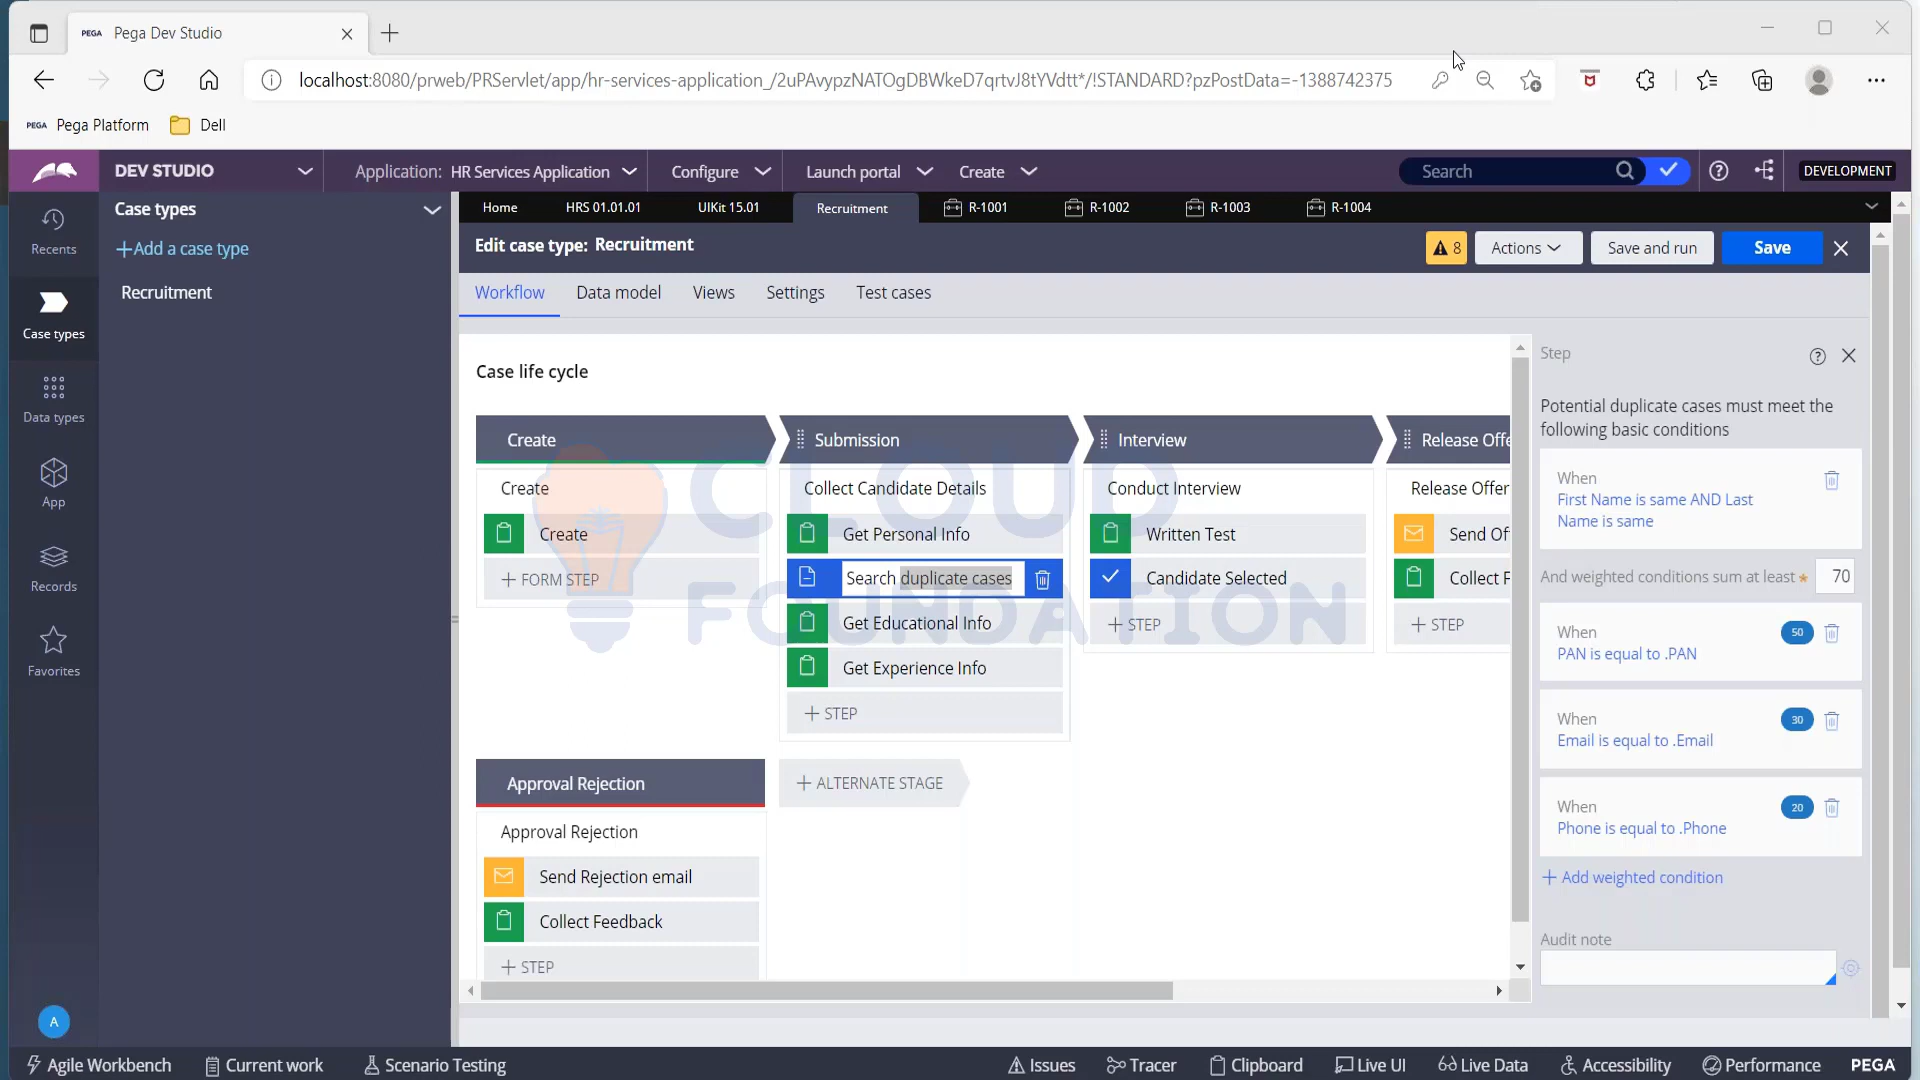 PEGA Pega Dev Studio
localhost:8080/prweb/PRServlet/app/hr-services-application_/2uPAvypzNATOgDBWkeD7qrtvJ8tYVdtt*/!STANDARD?pzPostData=-1388742375
PEGA Pega Platform Dell
DEV STUDIO Application: HR Services Application Configure Launch portal Create Search DEVELOPMENT
Recents
Case types
Data types
App
Records
Favorites
A
Case types
+Add a case type
Recruitment
Home HRS 01.01.01 UIKit 15.01 Recruitment R-1001 R-1002 R-1003 R-1004
Edit case type: Recruitment 8 Actions Save and run Save
Workflow Data model Views Settings Test cases
Case life cycle
Create
Create
Create
+ FORM STEP
Submission
Collect Candidate Details
Get Personal Info
Search duplicate cases
Get Educational Info
Get Experience Info
+ STEP
Interview
Conduct Interview
Written Test
Candidate Selected
+ STEP
Release Offe
Release Offer
Send Of
Collect F
+ STEP
Approval Rejection
Approval Rejection
Send Rejection email
Collect Feedback
+ STEP
+ ALTERNATE STAGE
CLOUD
FOUNDATION
Step
Potential duplicate cases must meet the
following basic conditions
When
First Name is same AND Last
Name is same
And weighted conditions sum at least★ 70
When 50
PAN is equal to .PAN
When 30
Email is equal to .Email
When 20
Phone is equal to .Phone
+ Add weighted condition
Audit note
Agile Workbench Current work Scenario Testing Issues Tracer Clipboard Live UI Live Data Accessibility Performance PEGA